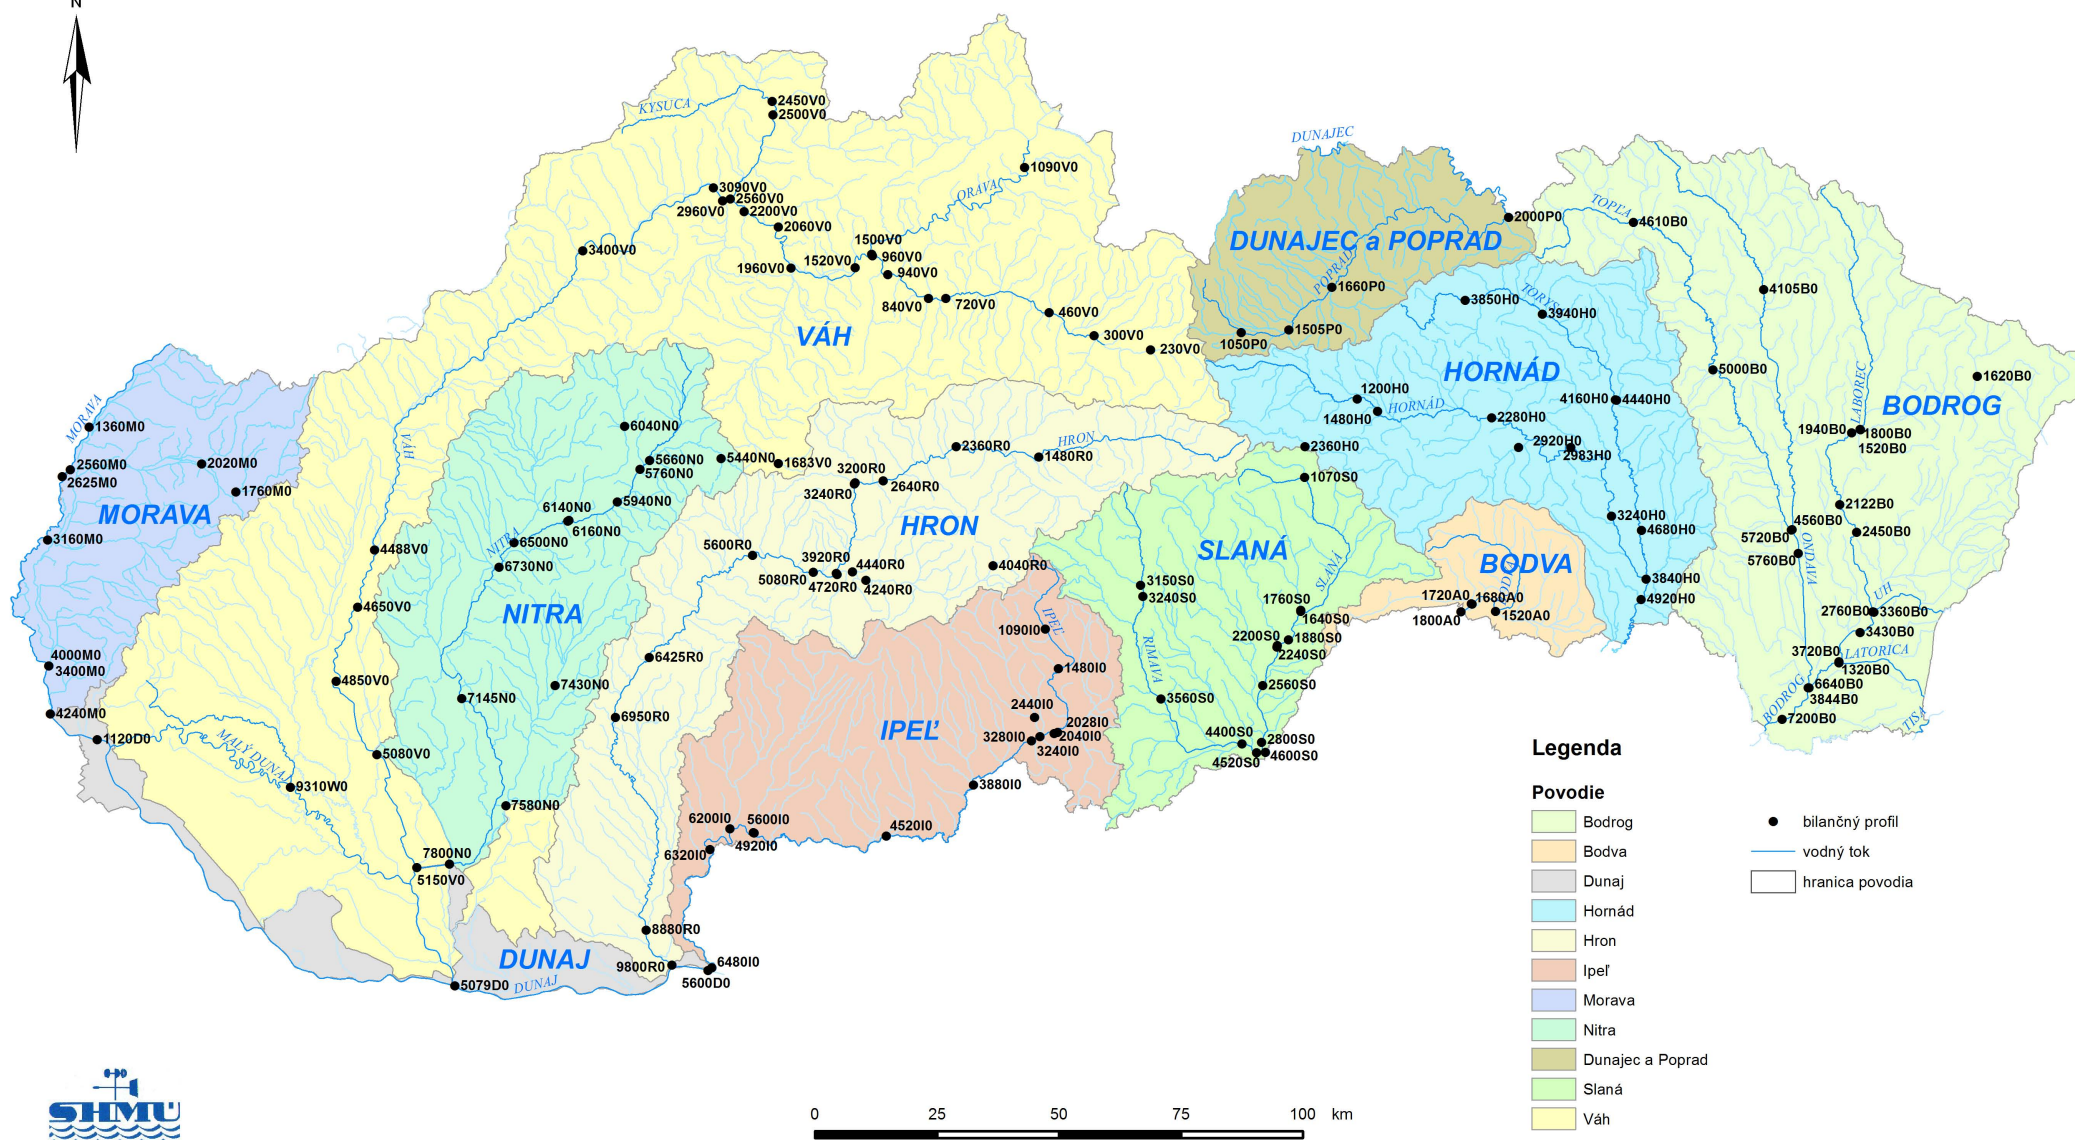 N
KYSUCA
2450V0
2500V0
1090V0
ORAVA
3090V0
2560V0
2960V0
2200V0
2060V0
3400V0
1500V0
1520V0
960V0
1960V0
940V0
840V0
720V0
460V0
300V0
230V0
VÁH
VÁH
DUNAJEC
2000P0
DUNAJEC a POPRAD
POPRAD
1660P0
1505P0
1050P0
TOPĽA
4610B0
4105B0
5000B0
LABOREC
1620B0
BODROG
1940B0
1800B0
1520B0
2122B0
4560B0
5720B0
2450B0
5760B0
ONDAVA
UH
2760B0
3360B0
3430B0
3720B0
LATORICA
1320B0
6640B0
3844B0
BODROG
7200B0
TISA
3850H0
TORYSA
3940H0
HORNÁD
1200H0
1480H0
HORNÁD
4160H0
4440H0
2280H0
2920H0
2983H0
2360H0
3240H0
4680H0
3840H0
4920H0
MORAVA
1360M0
2560M0
2625M0
2020M0
1760M0
MORAVA
3160M0
4000M0
3400M0
4240M0
1120D0
6040N0
5660N0
5440N0
5760N0
5940N0
6140N0
6160N0
NITRA
6500N0
6730N0
NITRA
7145N0
7430N0
7580N0
7800N0
1683V0
4488V0
4650V0
4850V0
5080V0
5150V0
MALÝ DUNAJ
9310W0
2360R0
HRON
1480R0
3200R0
3240R0
2640R0
HRON
5600R0
3920R0
4440R0
4040R0
5080R0
4720R0
4240R0
6425R0
6950R0
8880R0
9800R0
1070S0
SLANÁ
SLANÁ
3150S0
3240S0
1760S0
1640S0
2200S0
1880S0
2240S0
RIMAVA
2560S0
3560S0
4400S0
2800S0
4520S0
4600S0
BODVA
BODVA
1720A0
1680A0
1800A0
1520A0
IPEĽ
1090I0
1480I0
IPEĽ
2440I0
2028I0
2040I0
3280I0
3240I0
3880I0
4520I0
6200I0
5600I0
4920I0
6320I0
6480I0
5600D0
DUNAJ
DUNAJ
5079D0
Legenda
Povodie
Bodrog
Bodva
Dunaj
Hornád
Hron
Ipeľ
Morava
Nitra
Dunajec a Poprad
Slaná
Váh
bilančný profil
vodný tok
hranica povodia
0 25 50 75 100 km
SHMÚ